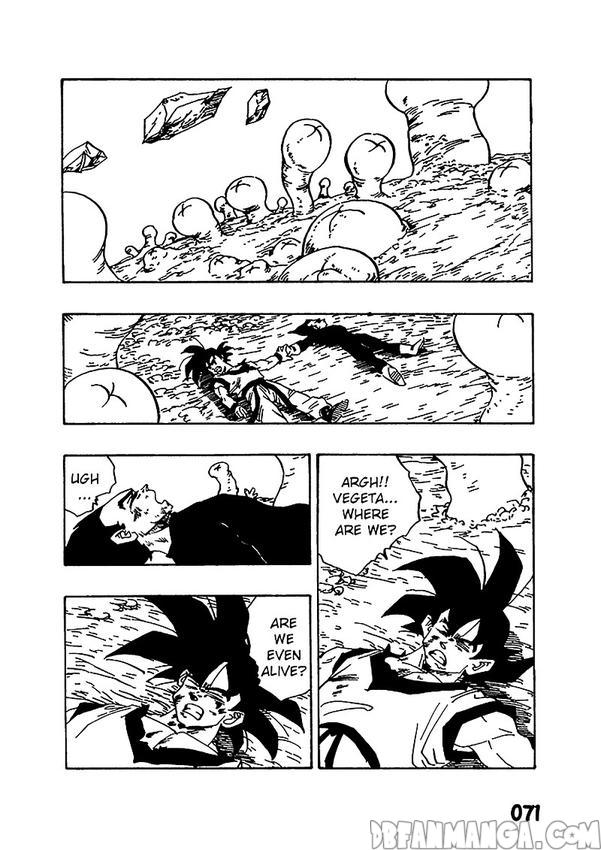 ARGH!!
VEGETA...
WHERE
ARE WE?
UGH
...
ARE
WE
EVEN
ALIVE?
071
DBFANMANGA.COM